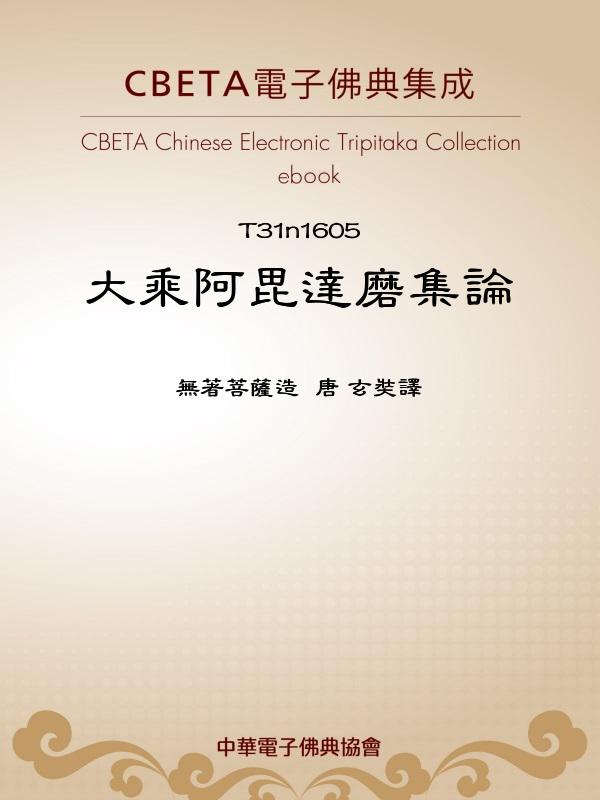 CBETA電子佛典集成
CBETA Chinese Electronic Tripitaka Collection
ebook
T31n1605
大乘阿毘達磨集論
無著菩薩造 唐 玄奘譯
中華電子佛典協會